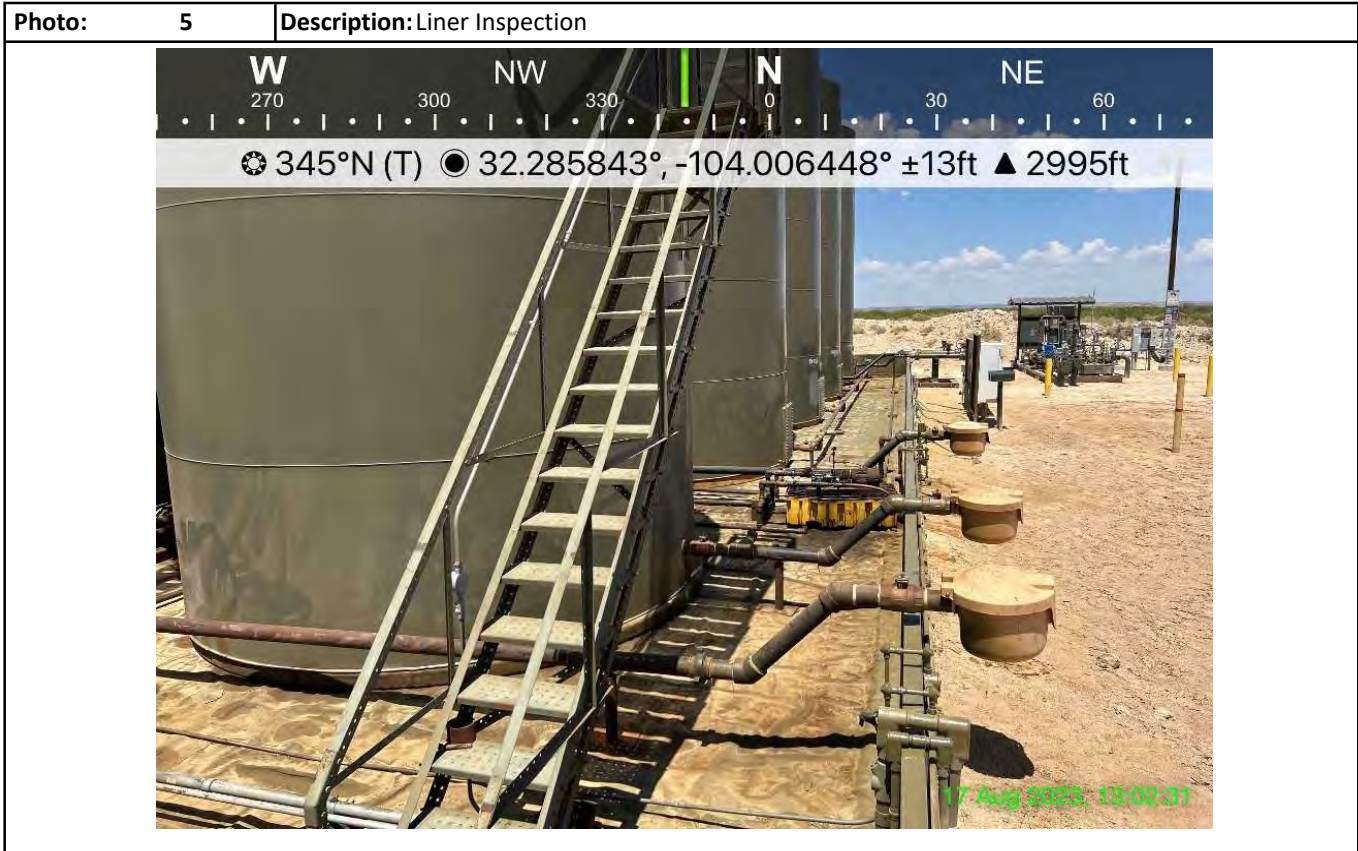 Photo: 5 Description: Liner Inspection
W NW N NE
270 300 330 0 30 60
345°N (T) 32.285843°, -104.006448° ±13ft ▲ 2995ft
17 Aug 2023, 13:02:31